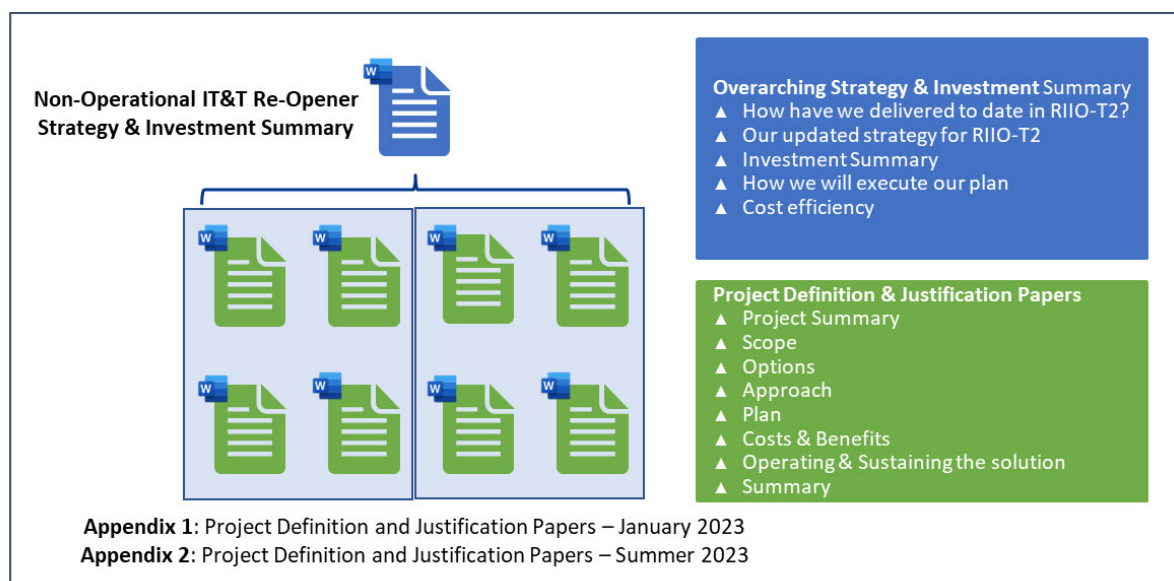 Non-Operational IT&T Re-Opener
Strategy & Investment Summary
W
Overarching Strategy & Investment Summary
▲ How have we delivered to date in RIIO-T2?
▲ Our updated strategy for RIIO-T2
▲ Investment Summary
▲ How we will execute our plan
▲ Cost efficiency
W W W W
W W W W
Project Definition & Justification Papers
▲ Project Summary
▲ Scope
▲ Options
▲ Approach
▲ Plan
▲ Costs & Benefits
▲ Operating & Sustaining the solution
▲ Summary
Appendix 1: Project Definition and Justification Papers – January 2023
Appendix 2: Project Definition and Justification Papers – Summer 2023